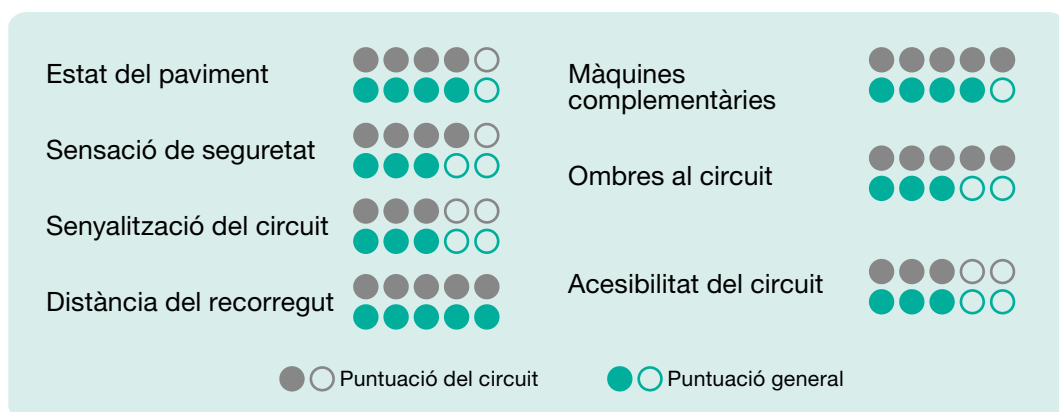 Estat del paviment
Sensació de seguretat
Senyalització del circuit
Distància del recorregut
Màquines
complementàries
Ombres al circuit
Acesibilitat del circuit
Puntuació del circuit
Puntuació general